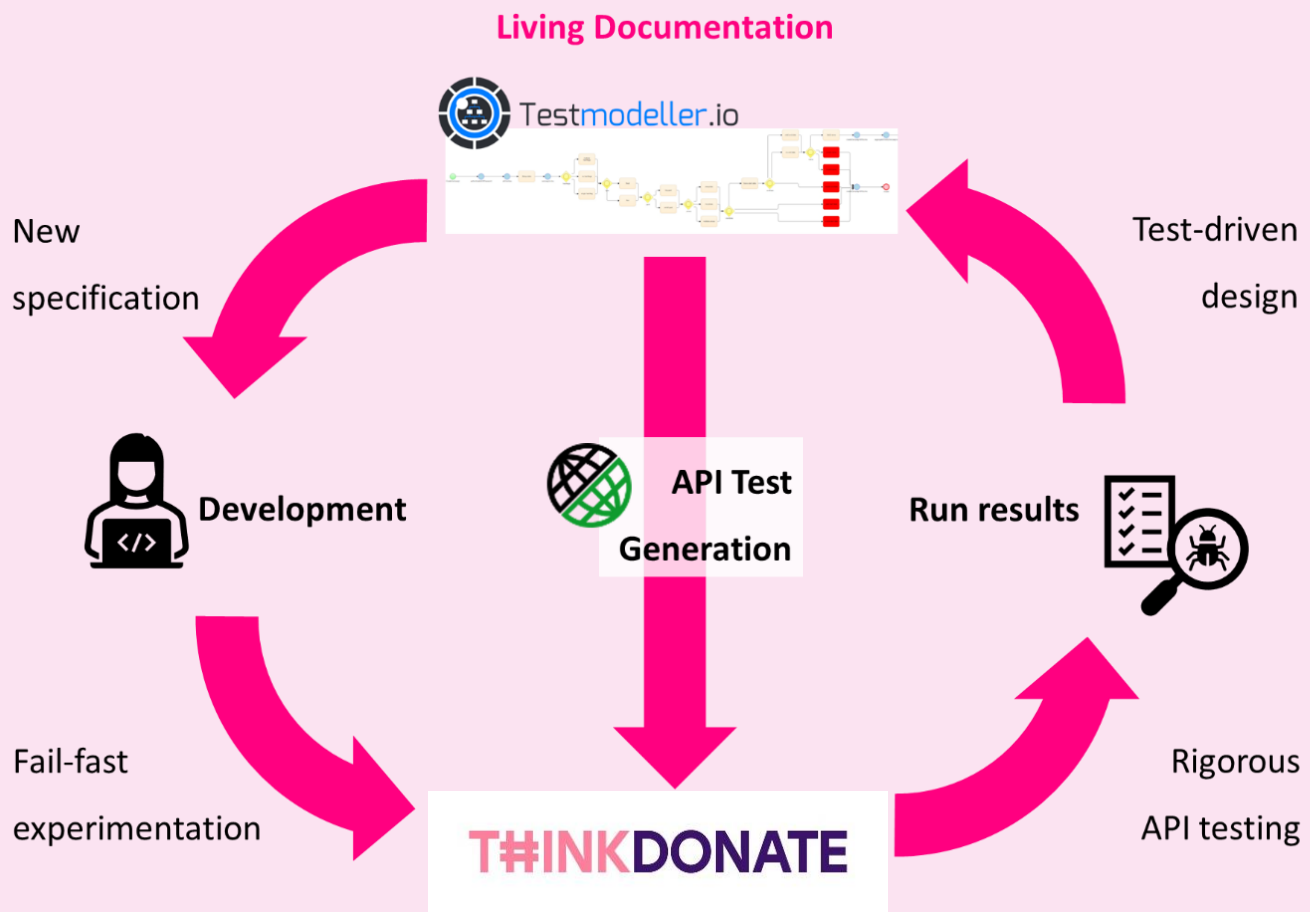 Living Documentation
Testmodeller.io
New
specification
Test-driven
design
</>
Development
API Test
Generation
Run results
Fail-fast
experimentation
Rigorous
API testing
T#INKDONATE